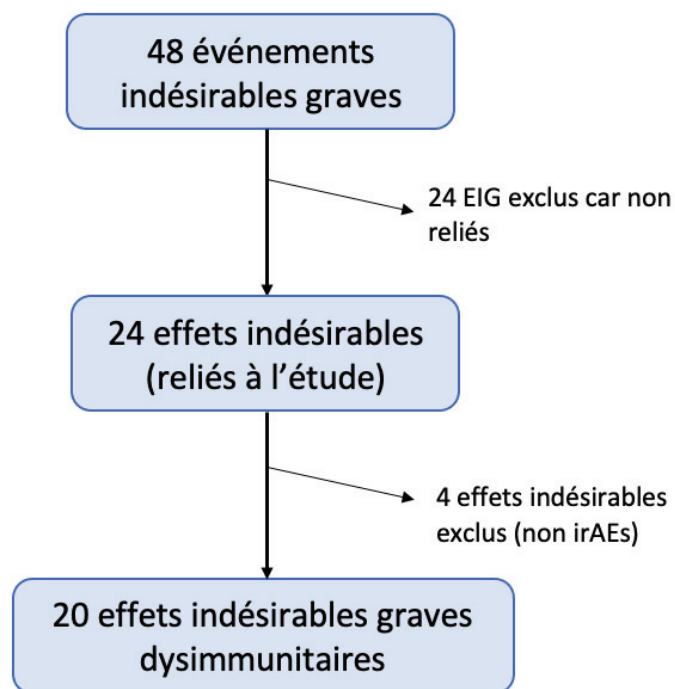 48 événements
indésirables graves
24 EIG exclus car non
reliés
24 effets indésirables
(reliés à l’étude)
4 effets indésirables
exclus (non irAEs)
20 effets indésirables graves
dysimmunitaires